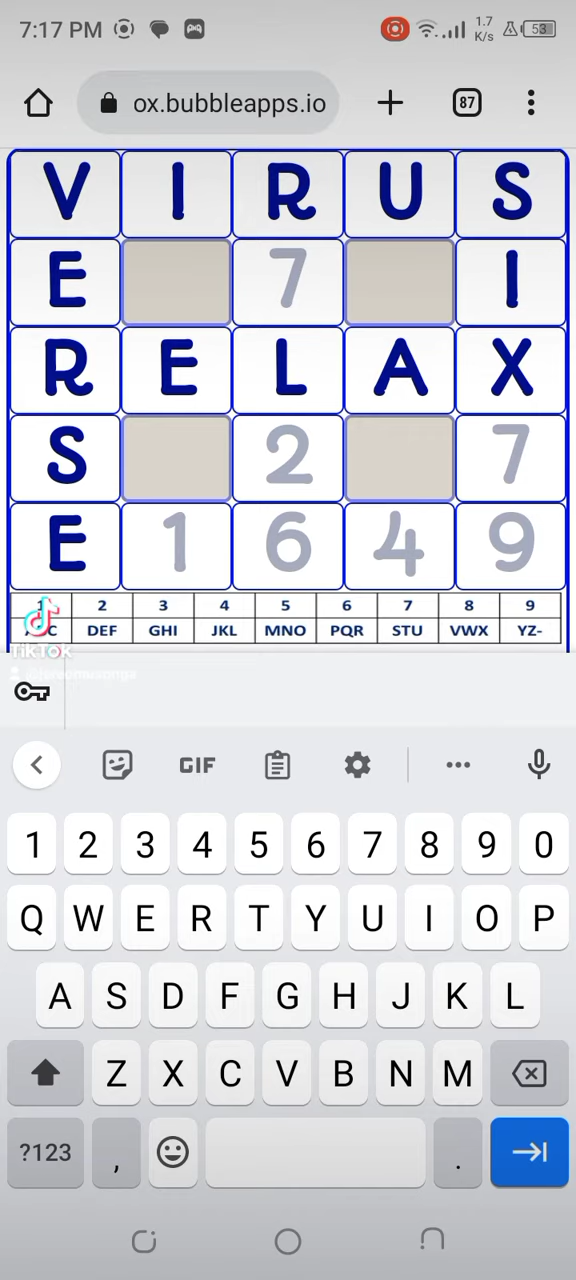 7:17 PM 1.7 K/s 53
ox.bubbleapps.io 87
V I R U S
E 7 I
R E L A X
S 2 7
E 1 6 4 9
1 2 3 4 5 6 7 8 9
DEF GHI JKL MNO PQR STU VWX YZ-
TikTok
GIF
1 2 3 4 5 6 7 8 9 0
Q W E R T Y U I O P
A S D F G H J K L
Z X C V B N M
?123 , .